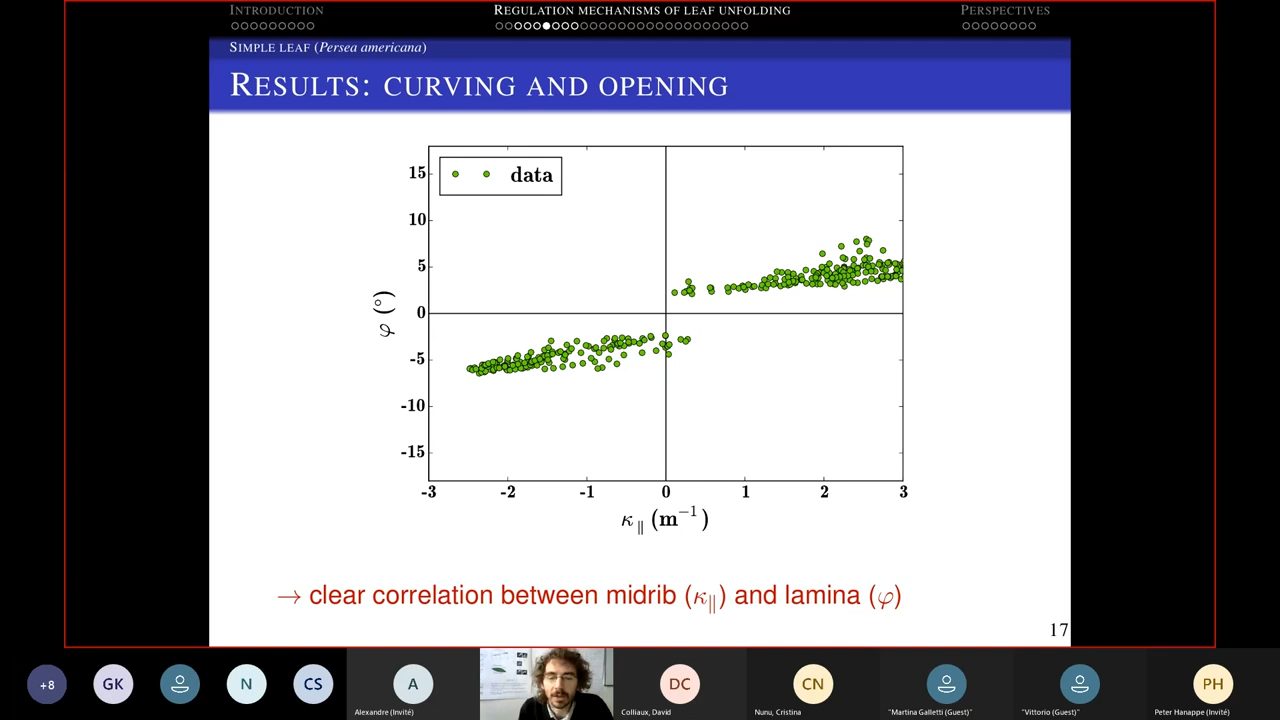 INTRODUCTION
REGULATION MECHANISMS OF LEAF UNFOLDING
PERSPECTIVES
SIMPLE LEAF (Persea americana)
RESULTS: CURVING AND OPENING
data
15
10
5
0
-5
-10
-15
φ (°)
-3 -2 -1 0 1 2 3
κ∥ (m⁻¹)
→ clear correlation between midrib (κ∥) and lamina (φ)
17
+8
GK
N
CS
A
DC
CN
PH
Alexandre (Invité)
Colliaux, David
Nunu, Cristina
"Martina Galletti (Guest)"
"Vittorio (Guest)"
Peter Hanappe (Invité)